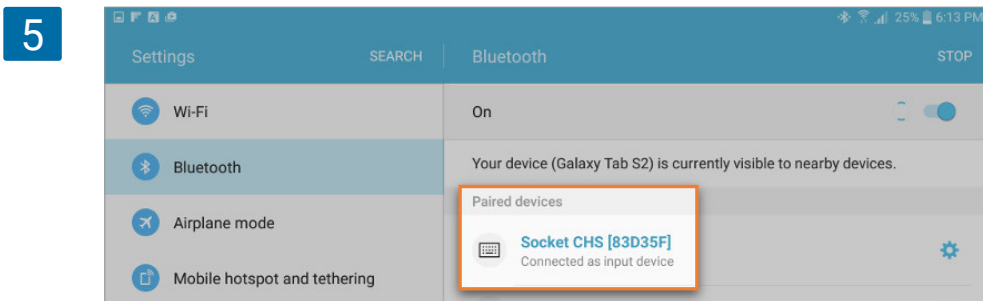 5
25% 6:13 PM
Settings SEARCH Bluetooth STOP
Wi-Fi On
Bluetooth Your device (Galaxy Tab S2) is currently visible to nearby devices.
Paired devices
Airplane mode Socket CHS [83D35F]
Connected as input device
Mobile hotspot and tethering